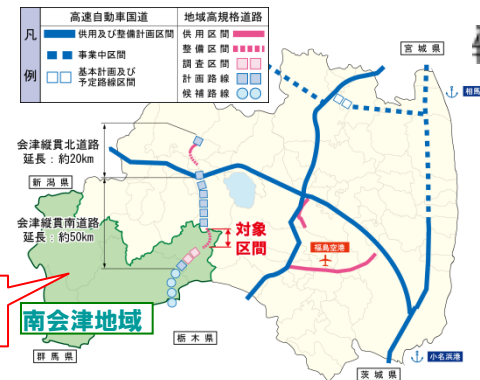 凡例
高速自動車国道
供用及び整備計画区間
事業中区間
基本計画及び
予定路線区間
地域高規格道路
供用区間
整備区間
調査区間
計画路線
候補路線
宮城県
相馬
会津縦貫北道路
延長：約20km
新潟県
会津縦貫南道路
延長：約50km
対象
区間
福島空港
南会津地域
栃木県
群馬県
小名浜港
茨城県